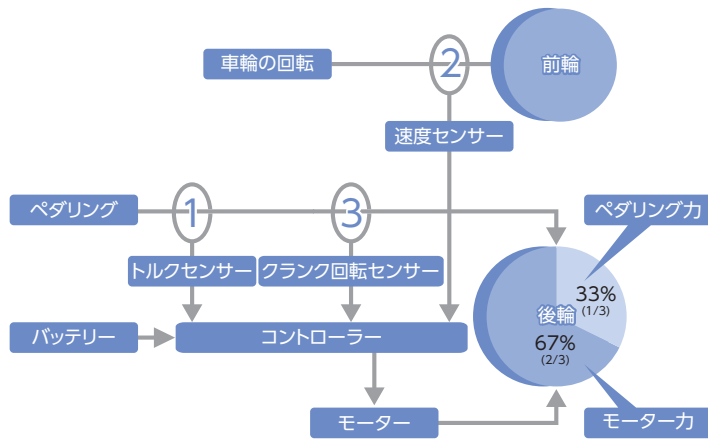 車輪の回転
2
前輪
速度センサー
ペダリング
1
3
ペダリング力
トルクセンサー
クランク回転センサー
33%
(1/3)
後輪
67%
(2/3)
バッテリー
コントローラー
モーター
モーター力